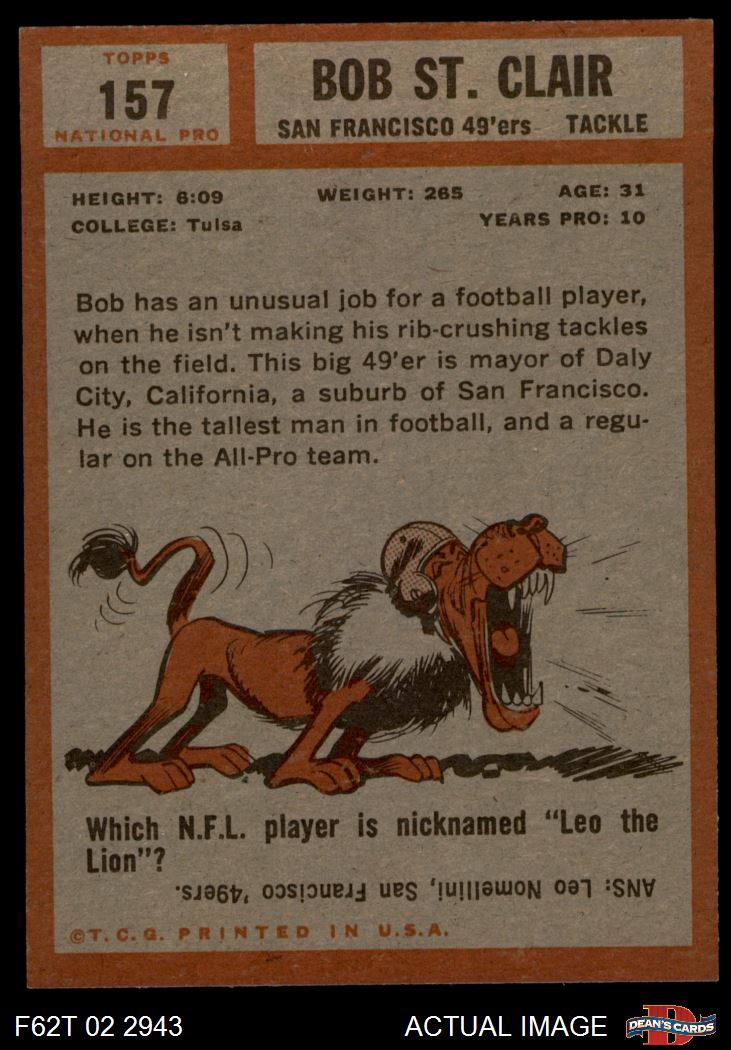 TOPPS
157
NATIONAL PRO
BOB ST. CLAIR
SAN FRANCISCO 49'ers TACKLE
HEIGHT: 6:09 WEIGHT: 265 AGE: 31
COLLEGE: Tulsa YEARS PRO: 10
Bob has an unusual job for a football player,
when he isn't making his rib-crushing tackles
on the field. This big 49'er is mayor of Daly
City, California, a suburb of San Francisco.
He is the tallest man in football, and a regu-
lar on the All-Pro team.
Which N.F.L. player is nicknamed "Leo the
Lion"?
ANS: Leo Nomellini, San Francisco '49ers.
©T.C.G. PRINTED IN U.S.A.
F62T 02 2943 ACTUAL IMAGE D DEAN'S CARDS